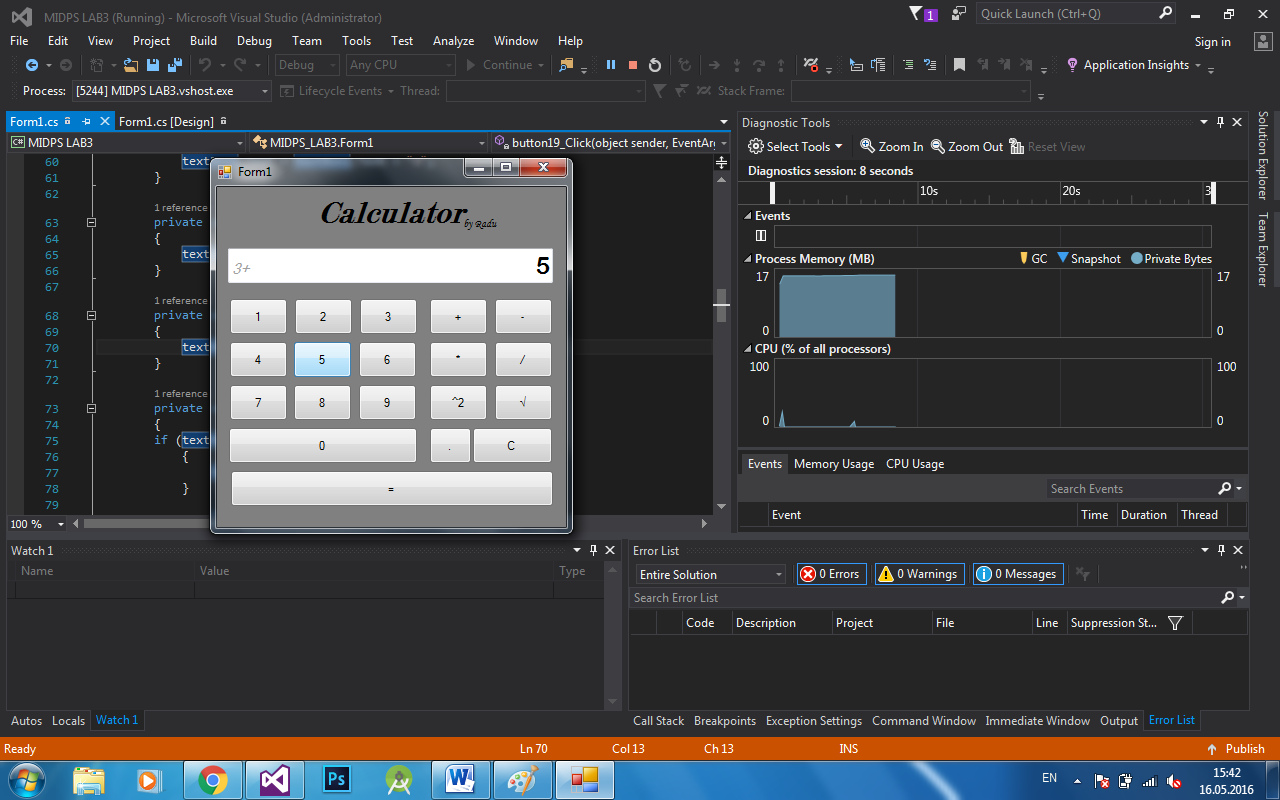 MIDPS LAB3 (Running) - Microsoft Visual Studio (Administrator)
1
Quick Launch (Ctrl+Q)
File Edit View Project Build Debug Team Tools Test Analyze Window Help
Sign in
Debug Any CPU Continue Application Insights
Process: [5244] MIDPS LAB3.vshost.exe Lifecycle Events Thread: Stack Frame:
Form1.cs Form1.cs [Design]
C# MIDPS LAB3 MIDPS_LAB3.Form1 button19_Click(object sender, EventArg
60 text
61 }
62
1 reference
63 private
64 {
65 text
66 }
67
1 reference
68 private
69 {
70 text
71 }
72
1 reference
73 private
74 {
75 if (text
76 {
77
78 }
79
100 %
Form1
Calculator by Radu
3+ 5
1 2 3 + -
4 5 6 * /
7 8 9 ^2 √
0 . C
=
Diagnostic Tools
Select Tools Zoom In Zoom Out Reset View
Diagnostics session: 8 seconds
10s 20s 3
Events
Process Memory (MB) GC Snapshot Private Bytes
17 17
0 0
CPU (% of all processors)
100 100
0 0
Events Memory Usage CPU Usage
Search Events
Event Time Duration Thread
Solution Explorer
Team Explorer
Watch 1
Name Value Type
Autos Locals Watch 1
Error List
Entire Solution 0 Errors 0 Warnings 0 Messages
Search Error List
Code Description Project File Line Suppression St...
Call Stack Breakpoints Exception Settings Command Window Immediate Window Output Error List
Ready Ln 70 Col 13 Ch 13 INS Publish
Ps W EN 15:42
16.05.2016